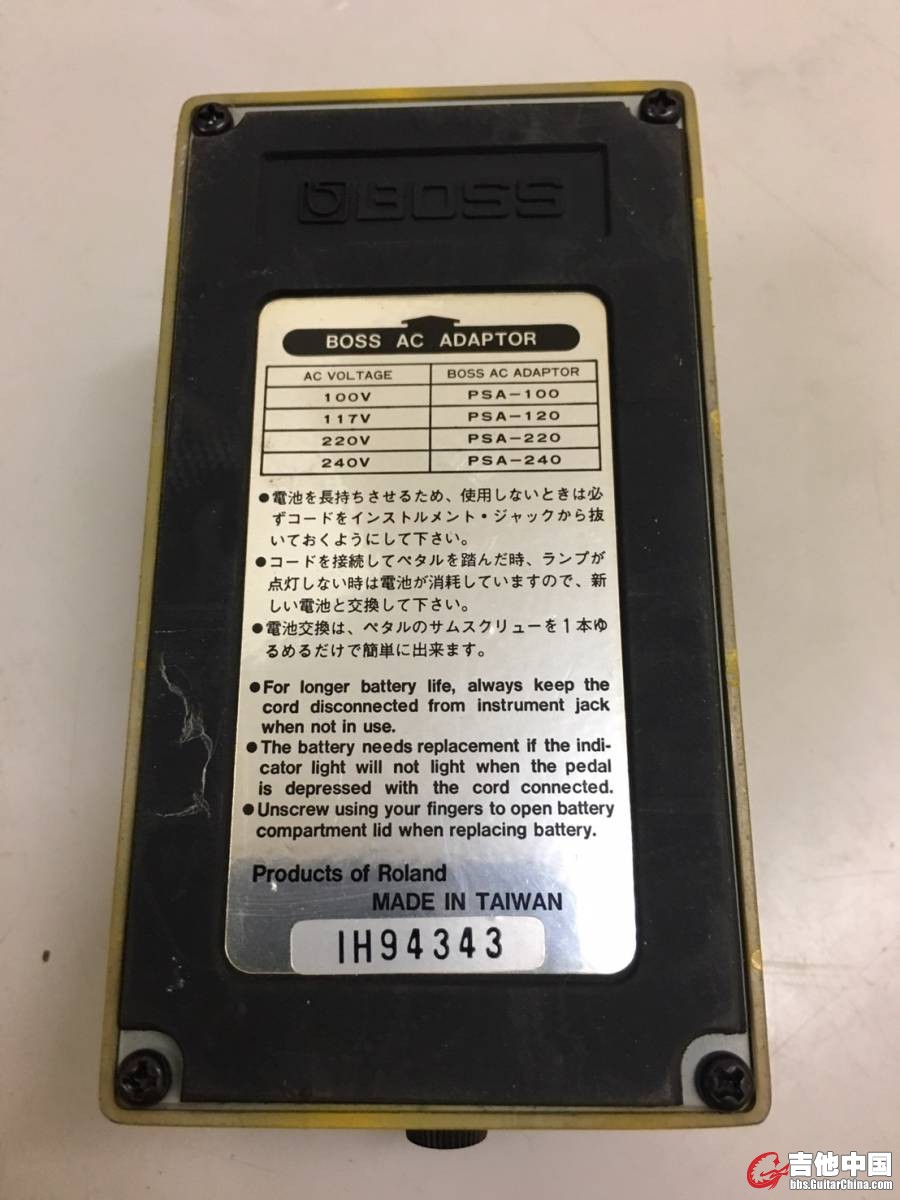 BOSS
BOSS AC ADAPTOR
AC VOLTAGE BOSS AC ADAPTOR
100V PSA-100
117V PSA-120
220V PSA-220
240V PSA-240
●電池を長持ちさせるため、使用しないときは必
ずコードをインストルメント・ジャックから抜
いておくようにして下さい。
●コードを接続してペタルを踏んだ時、ランプが
点灯しない時は電池が消耗していますので、新
しい電池と交換して下さい。
●電池交換は、ペタルのサムスクリューを1本ゆ
るめるだけで簡単に出来ます。
●For longer battery life, always keep the
cord disconnected from instrument jack
when not in use.
●The battery needs replacement if the indi-
cator light will not light when the pedal
is depressed with the cord connected.
●Unscrew using your fingers to open battery
compartment lid when replacing battery.
Products of Roland
MADE IN TAIWAN
IH94343
吉他中国
bbs.GuitarChina.com